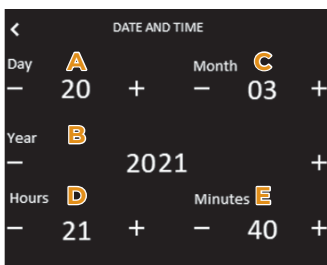 < DATE AND TIME
Day A Month C
− 20 + − 03 +
Year B
− 2021 +
Hours D Minutes E
− 21 + − 40 +